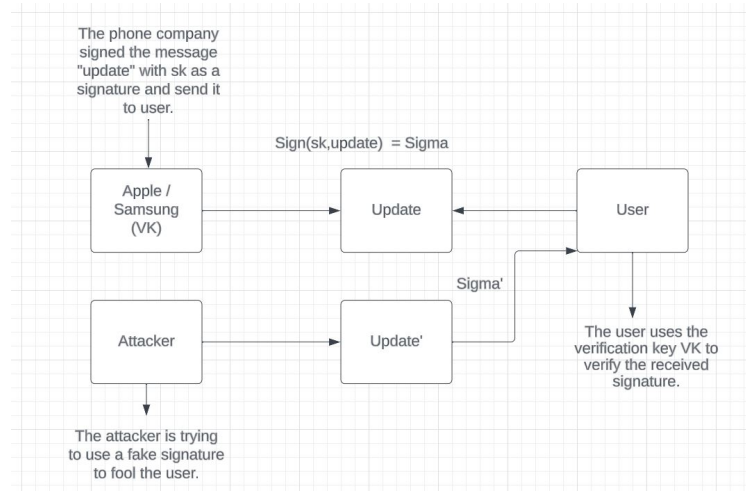 The phone company
signed the message
"update" with sk as a
signature and send it
to user.
Sign(sk,update) = Sigma
Apple /
Samsung
(VK)
Update
User
Sigma'
Attacker
Update'
The user uses the
verification key VK to
verify the received
signature.
The attacker is trying
to use a fake signature
to fool the user.